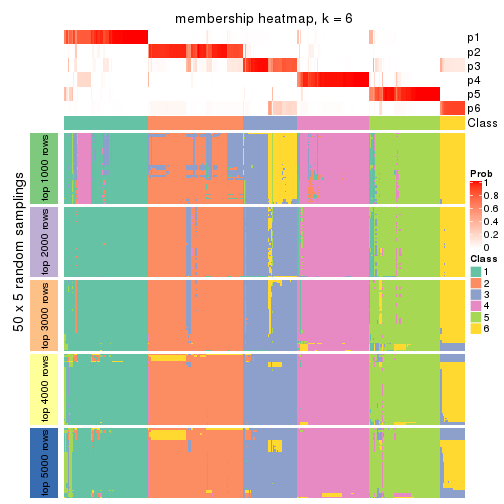 membership heatmap, k = 6
p1
p2
p3
p4
p5
p6
Class
50 x 5 random samplings
top 1000 rows
top 2000 rows
top 3000 rows
top 4000 rows
top 5000 rows
Prob
1
0.8
0.6
0.4
0.2
0
Class
1
2
3
4
5
6